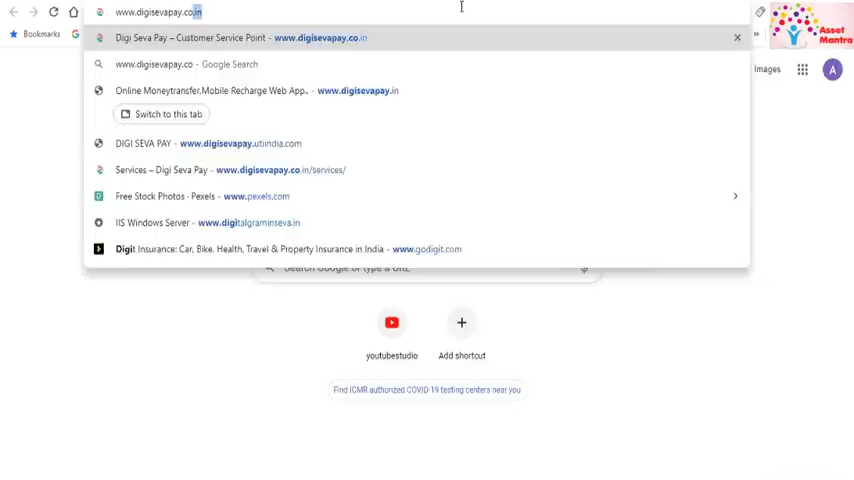 www.digisevapay.co.in
Digi Seva Pay – Customer Service Point - www.digisevapay.co.in
www.digisevapay.co - Google Search
Online Moneytransfer,Mobile Recharge Web App.. - www.digisevapay.in
Switch to this tab
DIGI SEVA PAY - www.digisevapay.utiindia.com
Services – Digi Seva Pay - www.digisevapay.co.in/services/
Free Stock Photos · Pexels - www.pexels.com
IIS Windows Server - www.digitalgraminseva.in
Digit Insurance: Car, Bike, Health, Travel & Property Insurance in India - www.godigit.com
Bookmarks
Asset
Mantra
Images
A
Search Google or type a URL
youtubestudio
Add shortcut
Find ICMR authorized COVID-19 testing centers near you